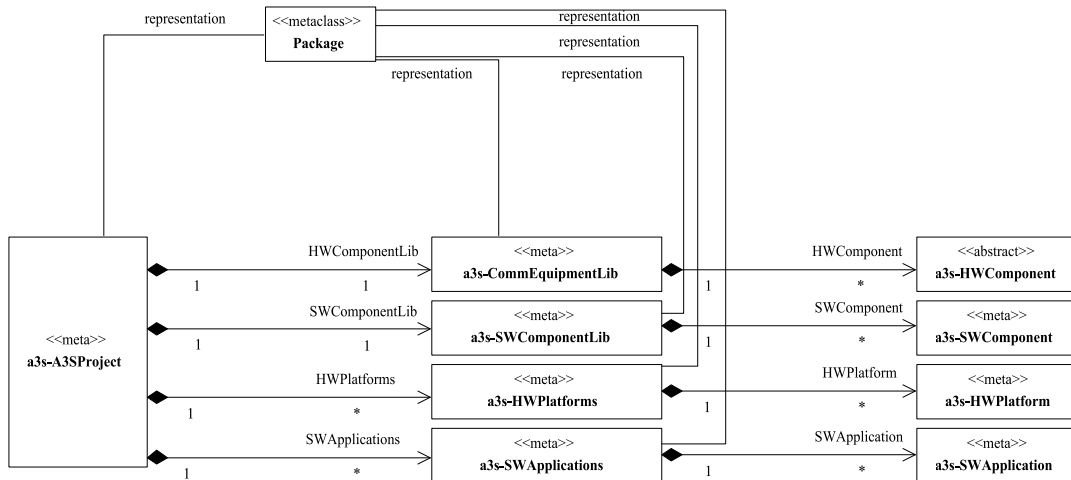 representation
<<metaclass>>
Package
representation
representation
representation
representation
<<meta>>
a3s-A3SProject
HWComponentLib
1
1
<<meta>>
a3s-CommEquipmentLib
HWComponent
1
*
<<abstract>>
a3s-HWComponent
SWComponentLib
1
1
<<meta>>
a3s-SWComponentLib
SWComponent
1
*
<<meta>>
a3s-SWComponent
HWPlatforms
1
*
<<meta>>
a3s-HWPlatforms
HWPlatform
1
*
<<meta>>
a3s-HWPlatform
SWApplications
1
*
<<meta>>
a3s-SWApplications
SWApplication
1
*
<<meta>>
a3s-SWApplication